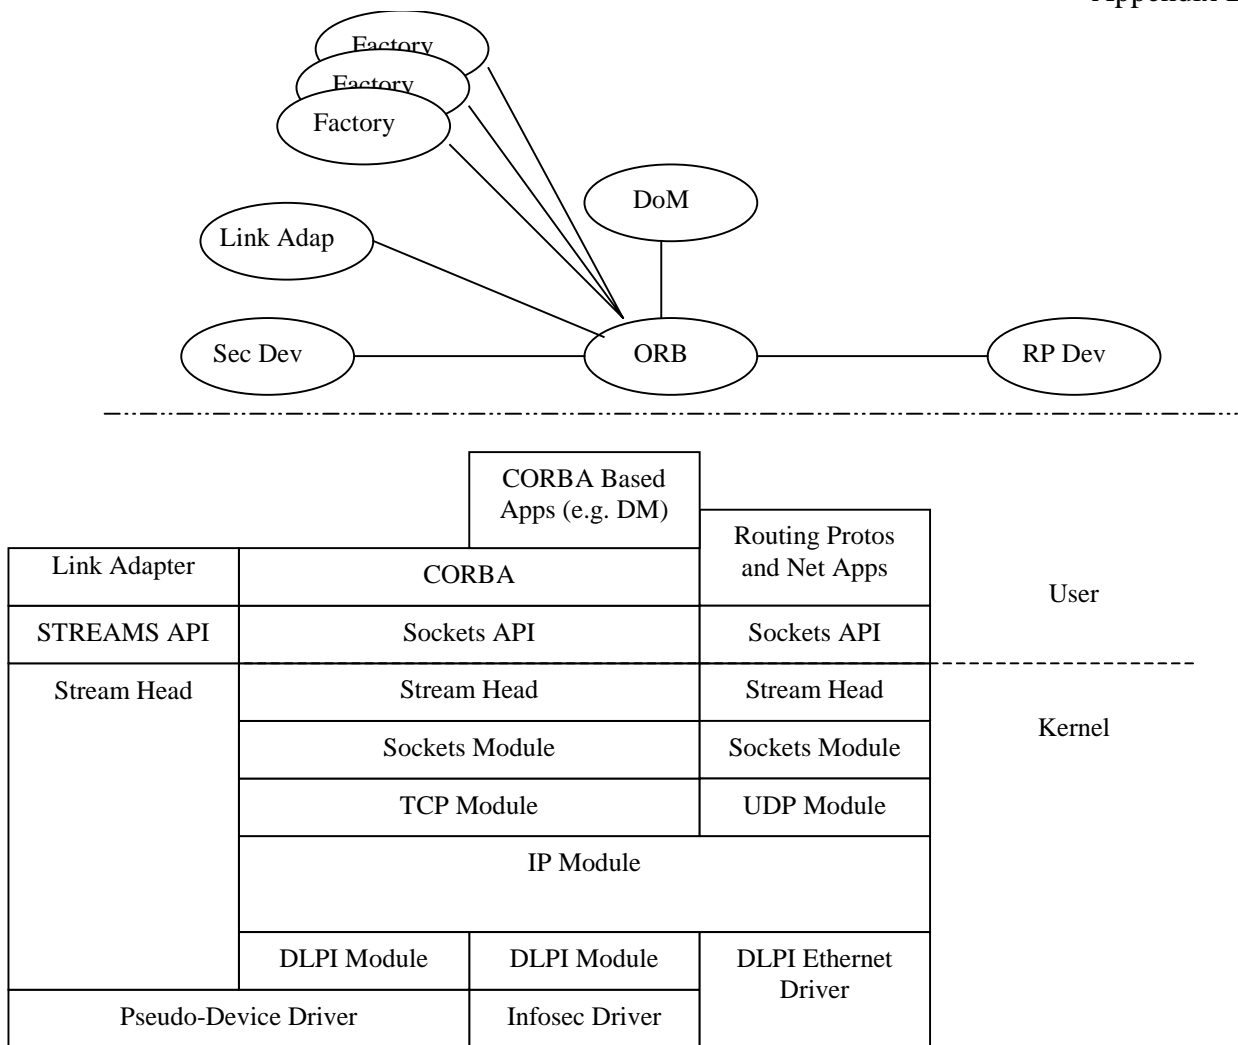 Appendix
Factory
Factory
Factory
DoM
Link Adap
Sec Dev
ORB
RP Dev
CORBA Based
Apps (e.g. DM)
Routing Protos
and Net Apps
Link Adapter
CORBA
User
STREAMS API
Sockets API
Sockets API
Stream Head
Stream Head
Stream Head
Kernel
Sockets Module
Sockets Module
TCP Module
UDP Module
IP Module
DLPI Module
DLPI Module
DLPI Ethernet
Driver
Pseudo-Device Driver
Infosec Driver